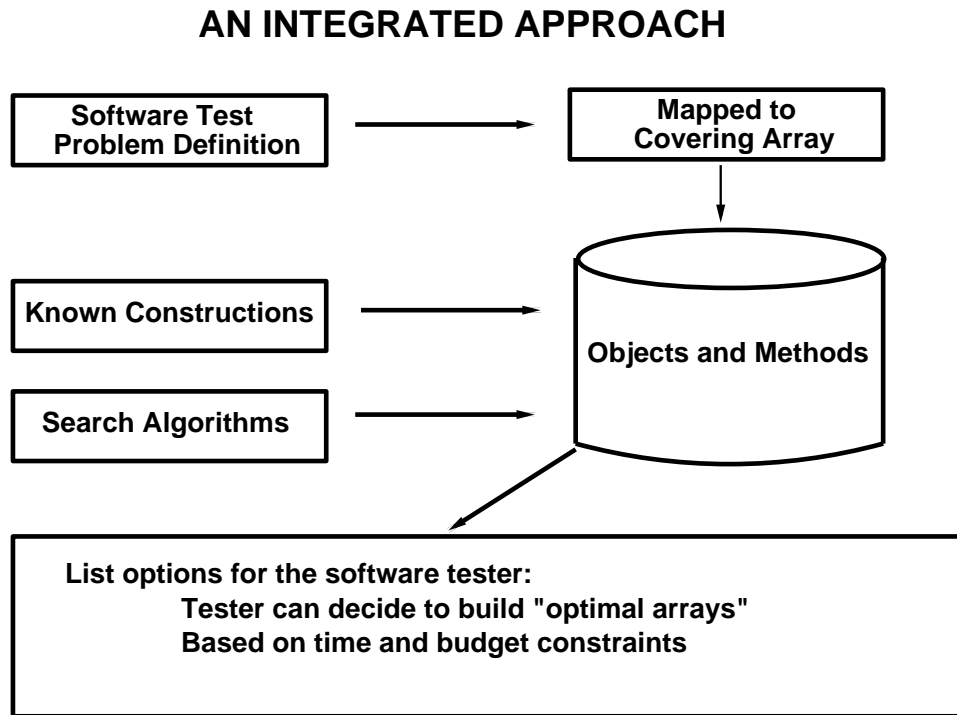 AN INTEGRATED APPROACH
Software Test
Problem Definition
Mapped to
Covering Array
Known Constructions
Objects and Methods
Search Algorithms
List options for the software tester:
Tester can decide to build "optimal arrays"
Based on time and budget constraints